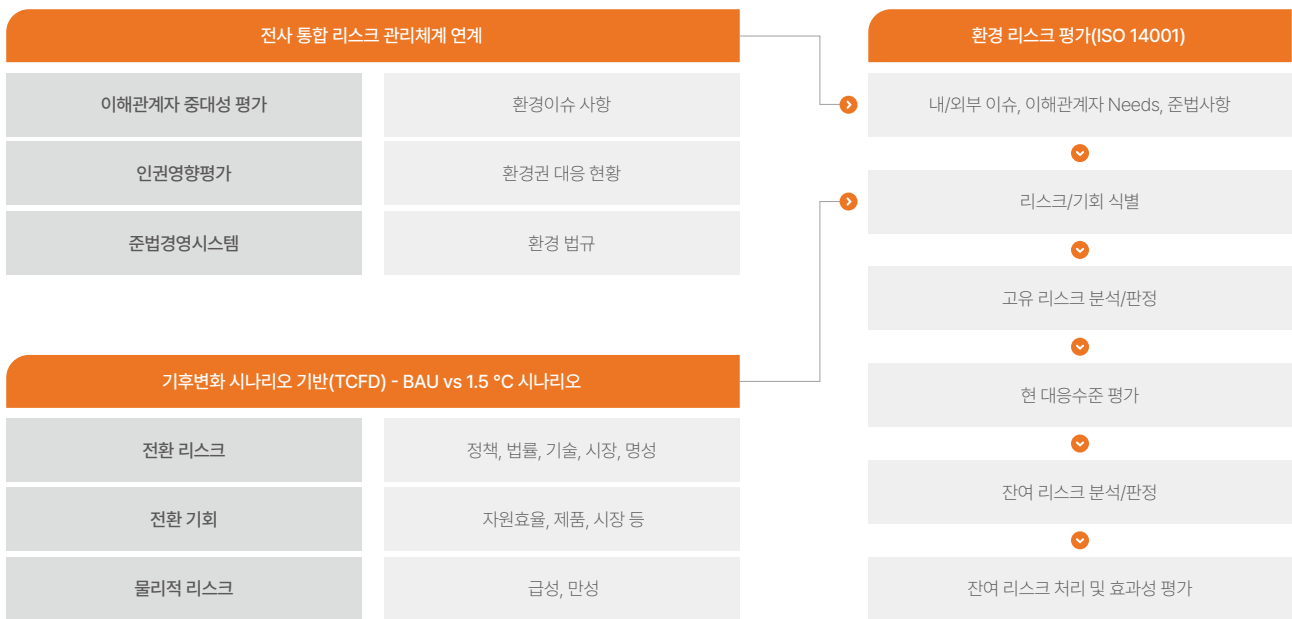 전사 통합 리스크 관리체계 연계
이해관계자 중대성 평가
환경이슈 사항
인권영향평가
환경권 대응 현황
준법경영시스템
환경 법규
기후변화 시나리오 기반(TCFD) - BAU vs 1.5 °C 시나리오
전환 리스크
정책, 법률, 기술, 시장, 명성
전환 기회
자원효율, 제품, 시장 등
물리적 리스크
급성, 만성
환경 리스크 평가(ISO 14001)
내/외부 이슈, 이해관계자 Needs, 준법사항
리스크/기회 식별
고유 리스크 분석/판정
현 대응수준 평가
잔여 리스크 분석/판정
잔여 리스크 처리 및 효과성 평가